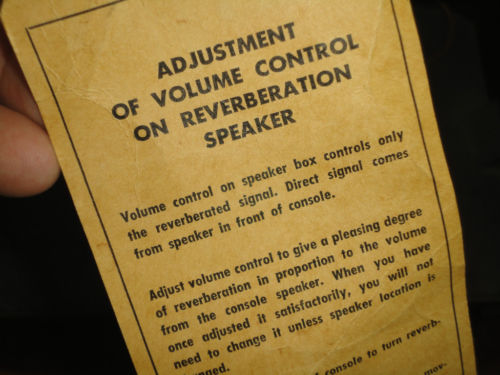 ADJUSTMENT
OF VOLUME CONTROL
ON REVERBERATION
SPEAKER
Volume control on speaker box controls only
the reverberated signal. Direct signal comes
from speaker in front of console.
Adjust volume control to give a pleasing degree
of reverberation in proportion to the volume
from the console speaker. When you have
once adjusted it satisfactorily, you will not
need to change it unless speaker location is
console to turn reverb-
mov-